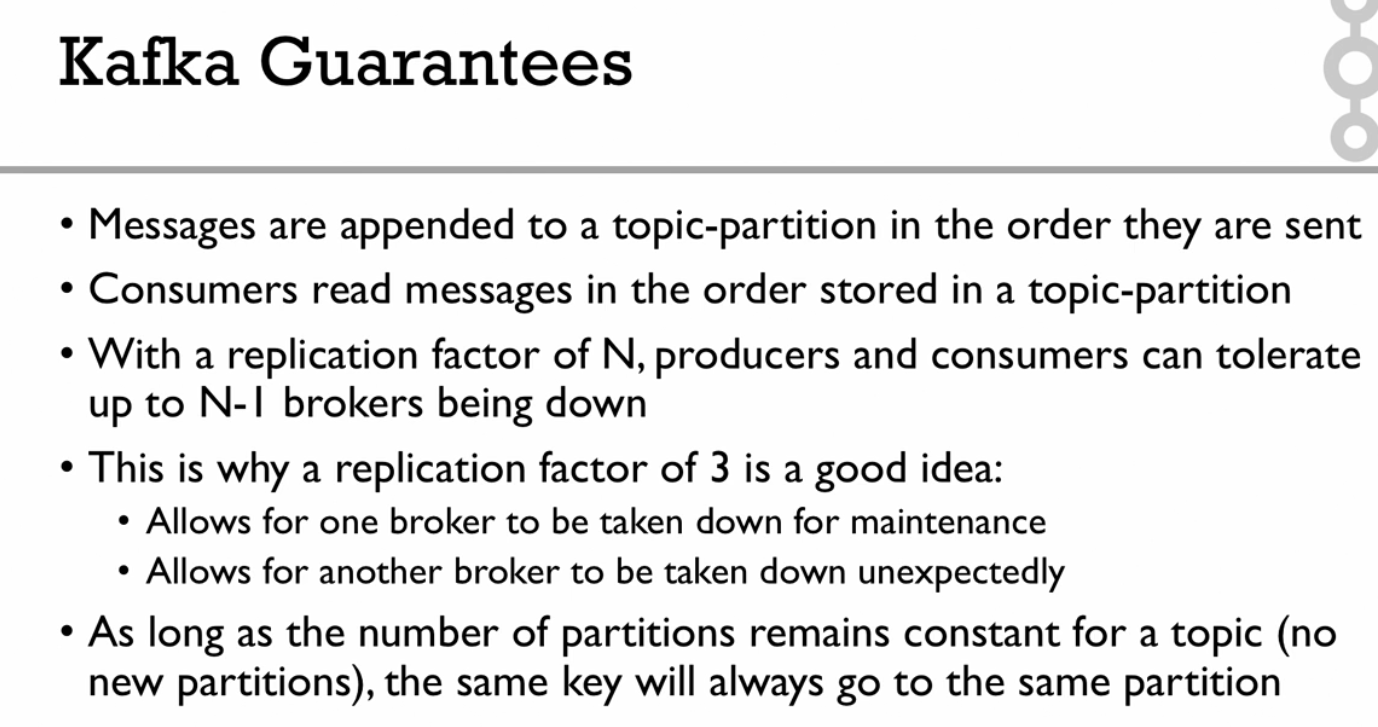 Kafka Guarantees
• Messages are appended to a topic-partition in the order they are sent
• Consumers read messages in the order stored in a topic-partition
• With a replication factor of N, producers and consumers can tolerate
up to N-1 brokers being down
• This is why a replication factor of 3 is a good idea:
• Allows for one broker to be taken down for maintenance
• Allows for another broker to be taken down unexpectedly
• As long as the number of partitions remains constant for a topic (no
new partitions), the same key will always go to the same partition